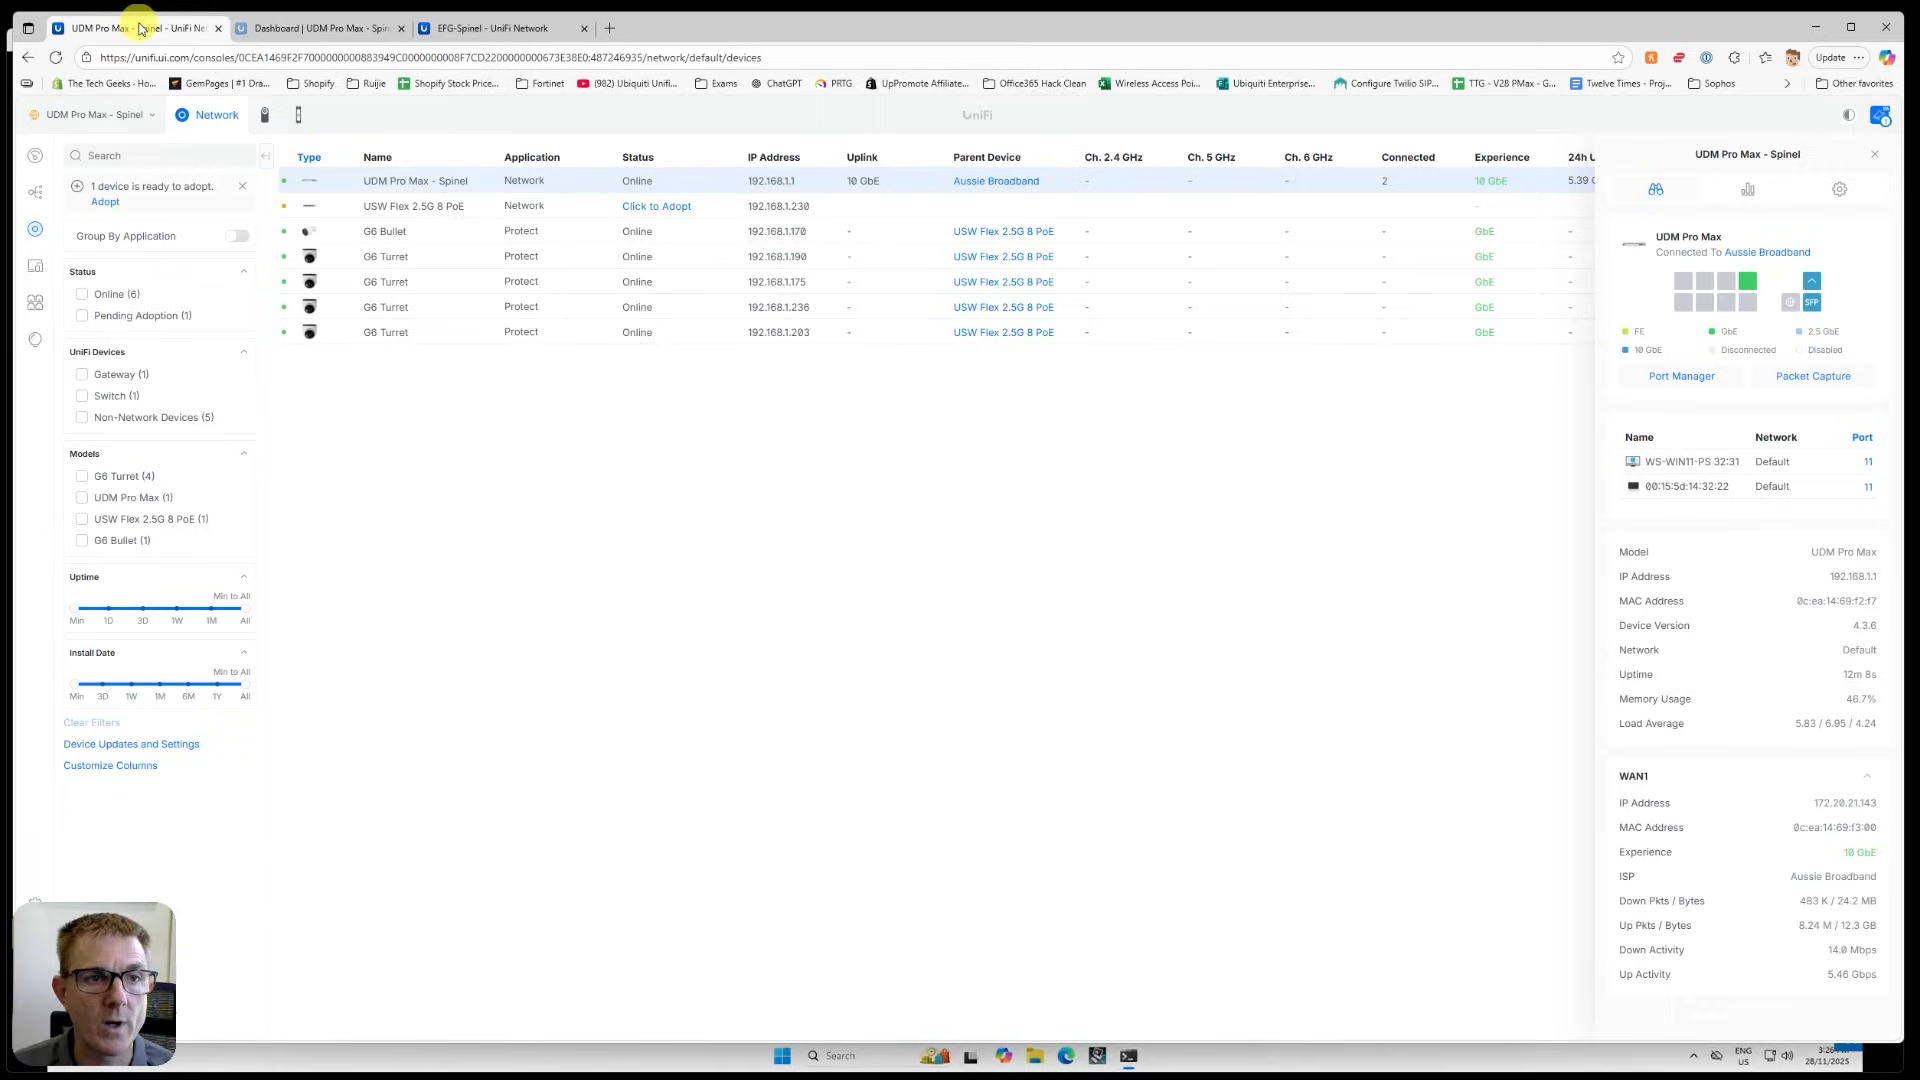 UDM Pro Max - Spinel - UniFi Ne
Dashboard | UDM Pro Max - Spin
EFG-Spinel - UniFi Network
https://unifi.ui.com/consoles/0CEA1469F2F7000000000883949C0000000008F7CD2200000000673E38E0:487246935/network/default/devices
Update
The Tech Geeks - Ho...
GemPages | #1 Dra...
Shopify
Ruijie
Shopify Stock Price...
Fortinet
(982) Ubiquiti Unifi...
Exams
ChatGPT
PRTG
UpPromote Affiliate...
Office365 Hack Clean
Wireless Access Poi...
Ubiquiti Enterprise...
Configure Twilio SIP...
TTG - V28 PMax - G...
Twelve Times - Proj...
Sophos
Other favorites
UDM Pro Max - Spinel
Network
UniFi
Search
1 device is ready to adopt.
Adopt
Group By Application
Status
Online (6)
Pending Adoption (1)
UniFi Devices
Gateway (1)
Switch (1)
Non-Network Devices (5)
Models
G6 Turret (4)
UDM Pro Max (1)
USW Flex 2.5G 8 PoE (1)
G6 Bullet (1)
Uptime
Min to All
Min 1D 3D 1W 1M All
Install Date
Min to All
Min 3D 1W 1M 6M 1Y All
Clear Filters
Device Updates and Settings
Customize Columns
Type Name Application Status IP Address Uplink Parent Device Ch. 2.4 GHz Ch. 5 GHz Ch. 6 GHz Connected Experience 24h U
UDM Pro Max - Spinel Network Online 192.168.1.1 10 GbE Aussie Broadband - - - 2 10 GbE 5.39 G
USW Flex 2.5G 8 PoE Network Click to Adopt 192.168.1.230 -
G6 Bullet Protect Online 192.168.1.170 - USW Flex 2.5G 8 PoE - - - - GbE -
G6 Turret Protect Online 192.168.1.190 - USW Flex 2.5G 8 PoE - - - - GbE -
G6 Turret Protect Online 192.168.1.175 - USW Flex 2.5G 8 PoE - - - - GbE -
G6 Turret Protect Online 192.168.1.236 - USW Flex 2.5G 8 PoE - - - - GbE -
G6 Turret Protect Online 192.168.1.203 - USW Flex 2.5G 8 PoE - - - - GbE -
UDM Pro Max - Spinel
UDM Pro Max
Connected To Aussie Broadband
SFP
FE GbE 2.5 GbE
10 GbE Disconnected Disabled
Port Manager Packet Capture
Name Network Port
WS-WIN11-PS 32:31 Default 11
00:15:5d:14:32:22 Default 11
Model UDM Pro Max
IP Address 192.168.1.1
MAC Address 0c:ea:14:69:f2:f7
Device Version 4.3.6
Network Default
Uptime 12m 8s
Memory Usage 46.7%
Load Average 5.83 / 6.95 / 4.24
WAN1
IP Address 172.20.21.143
MAC Address 0c:ea:14:69:f3:00
Experience 10 GbE
ISP Aussie Broadband
Down Pkts / Bytes 483 K / 24.2 MB
Up Pkts / Bytes 8.24 M / 12.3 GB
Down Activity 14.0 Mbps
Up Activity 5.46 Gbps
Search
ENG
US
3:26
28/11/2025